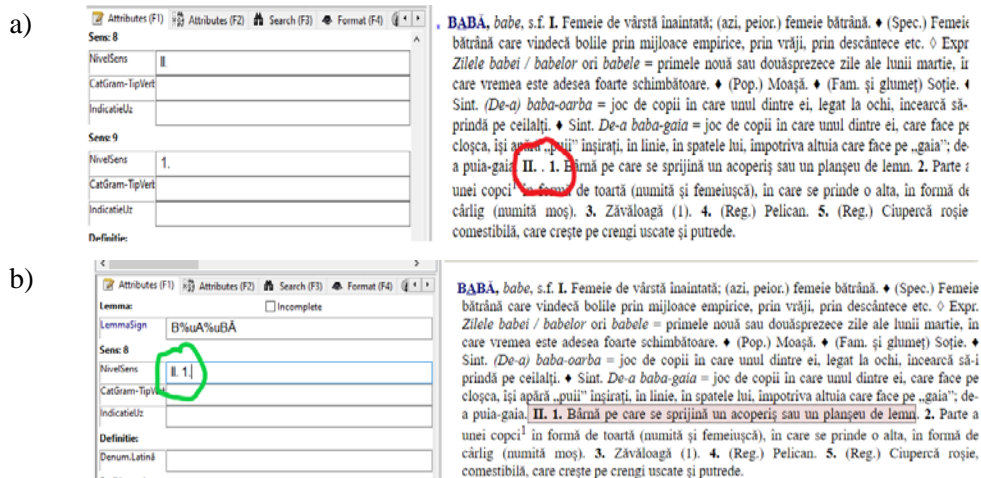 a)
Attributes (F1) Attributes (F2) Search (F3) Format (F4)
Sens: 8
NivelSens II.
CatGram-TipVert
IndicatieUz
Sens: 9
NivelSens 1.
CatGram-TipVert
IndicatieUz
Definitie:
BABĂ, babe, s.f. I. Femeie de vârstă înaintată; (azi, peior.) femeie bătrână. ♦ (Spec.) Femeie
bătrână care vindecă bolile prin mijloace empirice, prin vrăji, prin descântece etc. ◊ Expr
Zilele babei / babelor ori babele = primele nouă sau douăsprezece zile ale lunii martie, în
care vremea este adesea foarte schimbătoare. ♦ (Pop.) Moașă. ♦ (Fam. și glumeț) Soție. ♦
Sint. (De-a) baba-oarba = joc de copii în care unul dintre ei, legat la ochi, încearcă să-
prindă pe ceilalți. ♦ Sint. De-a baba-gaia = joc de copii în care unul dintre ei, care face pe
cloșca, își apără „puii” înșirați, în linie, în spatele lui, împotriva altuia care face pe „gaia”; de-
a puia-gaia. II. . 1. Bârnă pe care se sprijină un acoperiș sau un planșeu de lemn. 2. Parte a
unei copci¹ în formă de toartă (numită și femeiușcă), în care se prinde o alta, în formă de
cârlig (numită moș). 3. Zăvăloagă (1). 4. (Reg.) Pelican. 5. (Reg.) Ciupercă roșie
comestibilă, care crește pe crengi uscate și putrede.
b)
Attributes (F1) Attributes (F2) Search (F3) Format (F4)
Lemma: Incomplete
LemmaSign B%uA%uBĂ
Sens: 8
NivelSens II. 1.
CatGram-TipVert
IndicatieUz
Definitie:
Denum.Latină
BABĂ, babe, s.f. I. Femeie de vârstă înaintată; (azi, peior.) femeie bătrână. ♦ (Spec.) Femeie
bătrână care vindecă bolile prin mijloace empirice, prin vrăji, prin descântece etc. ◊ Expr.
Zilele babei / babelor ori babele = primele nouă sau douăsprezece zile ale lunii martie, în
care vremea este adesea foarte schimbătoare. ♦ (Pop.) Moașă. ♦ (Fam. și glumeț) Soție. ♦
Sint. (De-a) baba-oarba = joc de copii în care unul dintre ei, legat la ochi, încearcă să-i
prindă pe ceilalți. ♦ Sint. De-a baba-gaia = joc de copii în care unul dintre ei, care face pe
cloșca, își apără „puii” înșirați, în linie, în spatele lui, împotriva altuia care face pe „gaia”; de-
a puia-gaia. II. 1. Bârnă pe care se sprijină un acoperiș sau un planșeu de lemn. 2. Parte a
unei copci¹ în formă de toartă (numită și femeiușcă), în care se prinde o alta, în formă de
cârlig (numită moș). 3. Zăvăloagă (1). 4. (Reg.) Pelican. 5. (Reg.) Ciupercă roșie,
comestibilă, care crește pe crengi uscate și putrede.